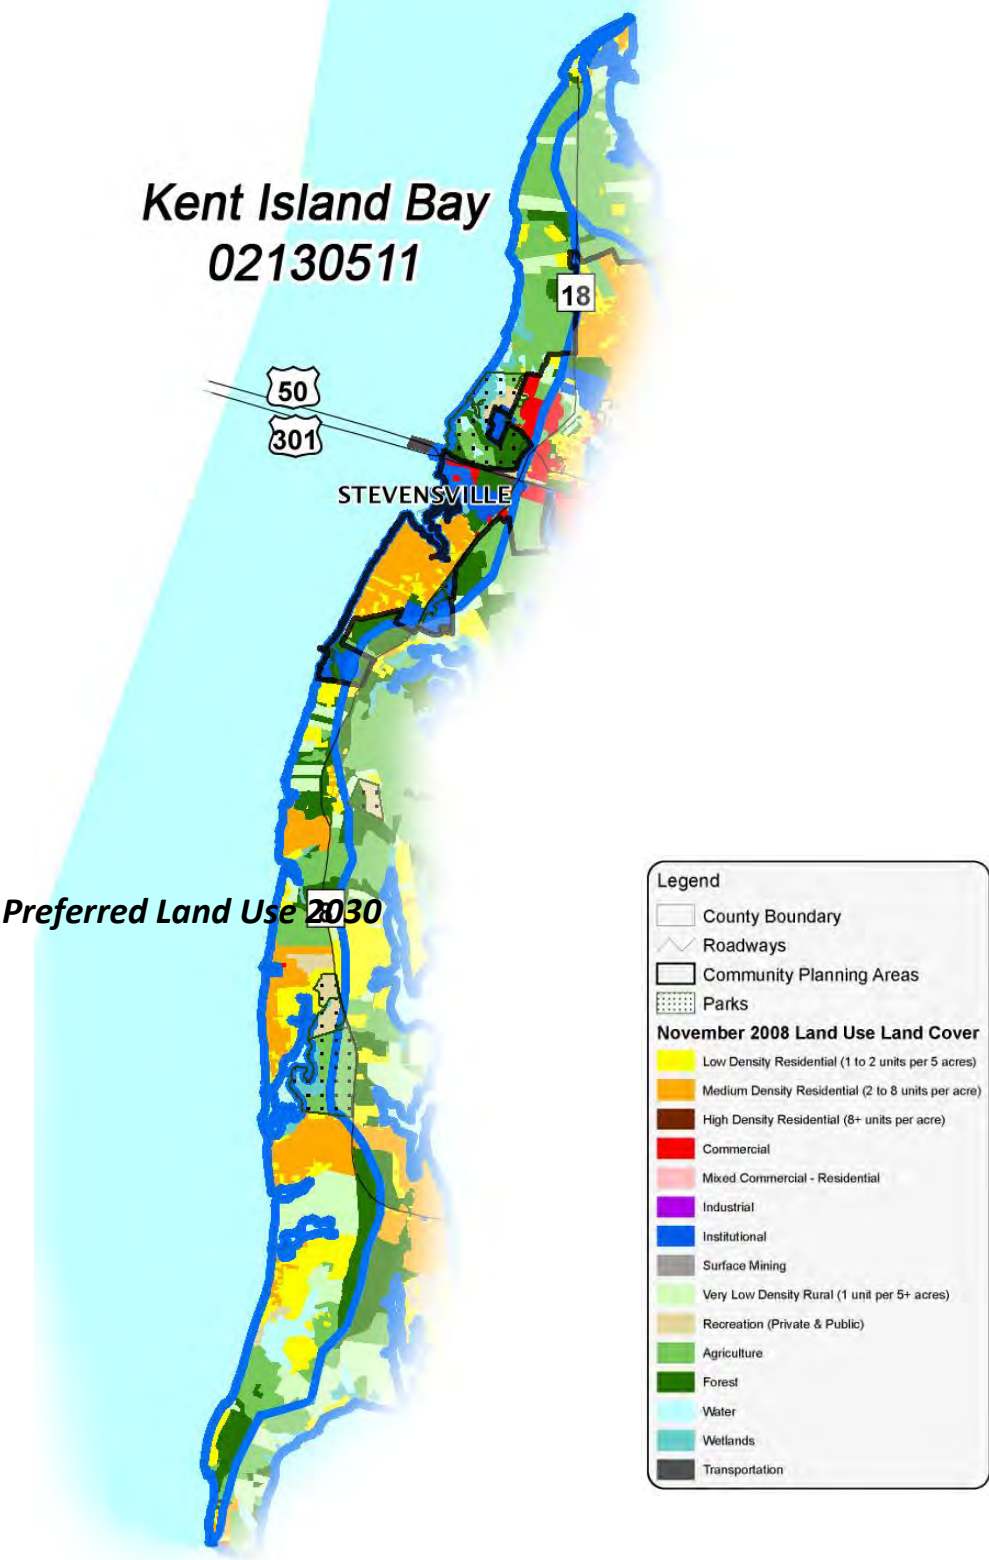 Kent Island Bay
02130511
18
50
301
STEVENSVILLE
Preferred Land Use 2030
8
Legend
County Boundary
Roadways
Community Planning Areas
Parks
November 2008 Land Use Land Cover
Low Density Residential (1 to 2 units per 5 acres)
Medium Density Residential (2 to 8 units per acre)
High Density Residential (8+ units per acre)
Commercial
Mixed Commercial - Residential
Industrial
Institutional
Surface Mining
Very Low Density Rural (1 unit per 5+ acres)
Recreation (Private & Public)
Agriculture
Forest
Water
Wetlands
Transportation